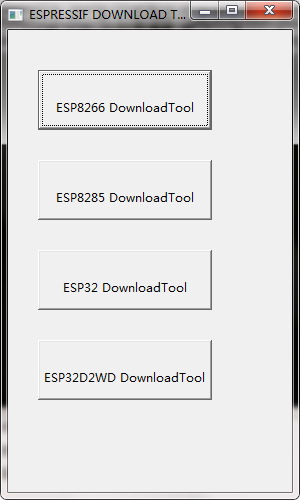 ESPRESSIF DOWNLOAD T...
ESP8266 DownloadTool
ESP8285 DownloadTool
ESP32 DownloadTool
ESP32D2WD DownloadTool